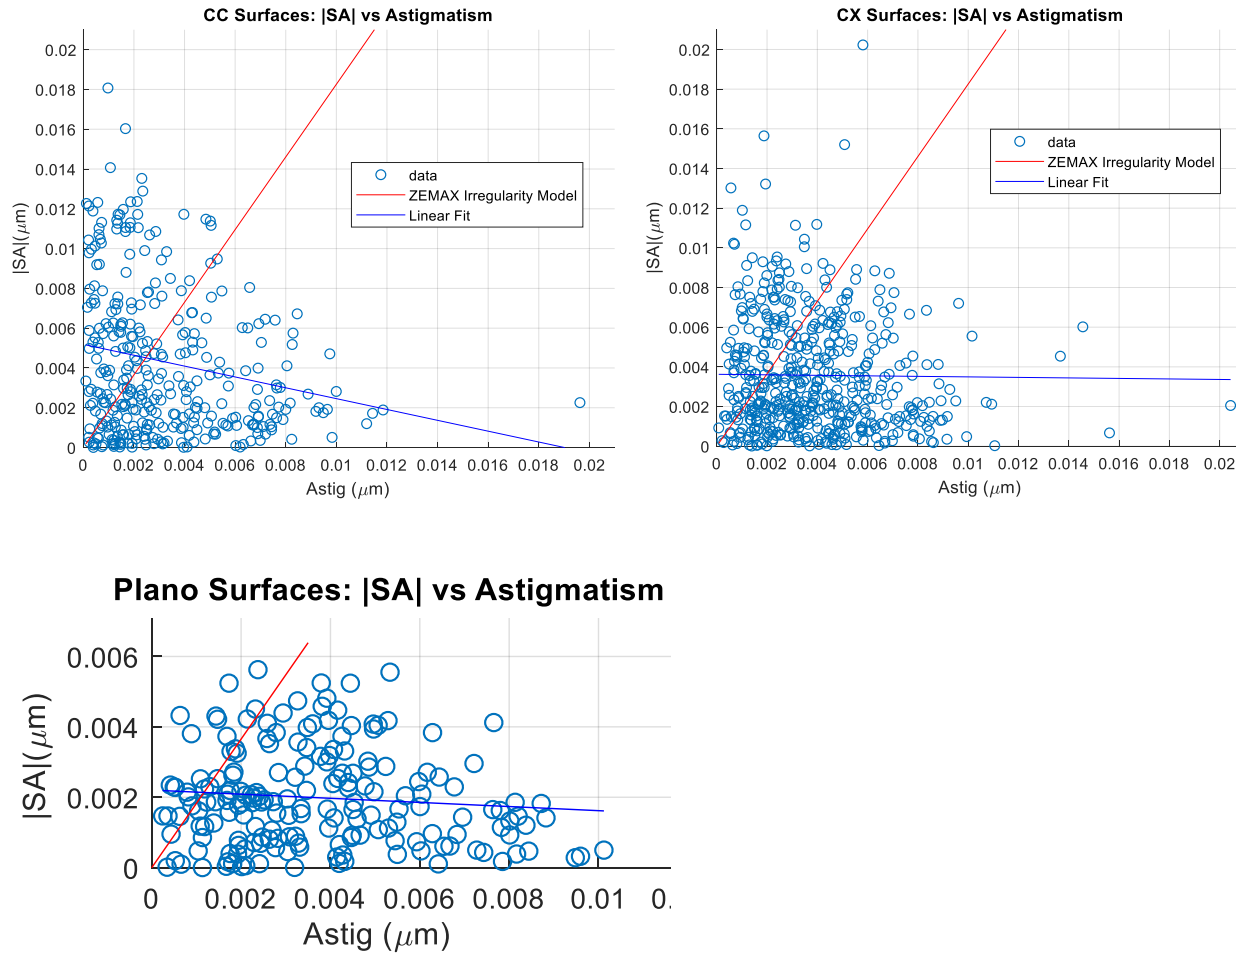 CC Surfaces: |SA| vs Astigmatism
0.02
0.018
0.016
0.014
0.012
0.01
0.008
0.006
0.004
0.002
0
|SA|(μm)
data
ZEMAX Irregularity Model
Linear Fit
0 0.002 0.004 0.006 0.008 0.01 0.012 0.014 0.016 0.018 0.02
Astig (μm)
CX Surfaces: |SA| vs Astigmatism
0.02
0.018
0.016
0.014
0.012
0.01
0.008
0.006
0.004
0.002
0
|SA|(μm)
data
ZEMAX Irregularity Model
Linear Fit
0 0.002 0.004 0.006 0.008 0.01 0.012 0.014 0.016 0.018 0.02
Astig (μm)
Plano Surfaces: |SA| vs Astigmatism
0.006
0.004
0.002
0
|SA|(μm)
0 0.002 0.004 0.006 0.008 0.01 0.
Astig (μm)